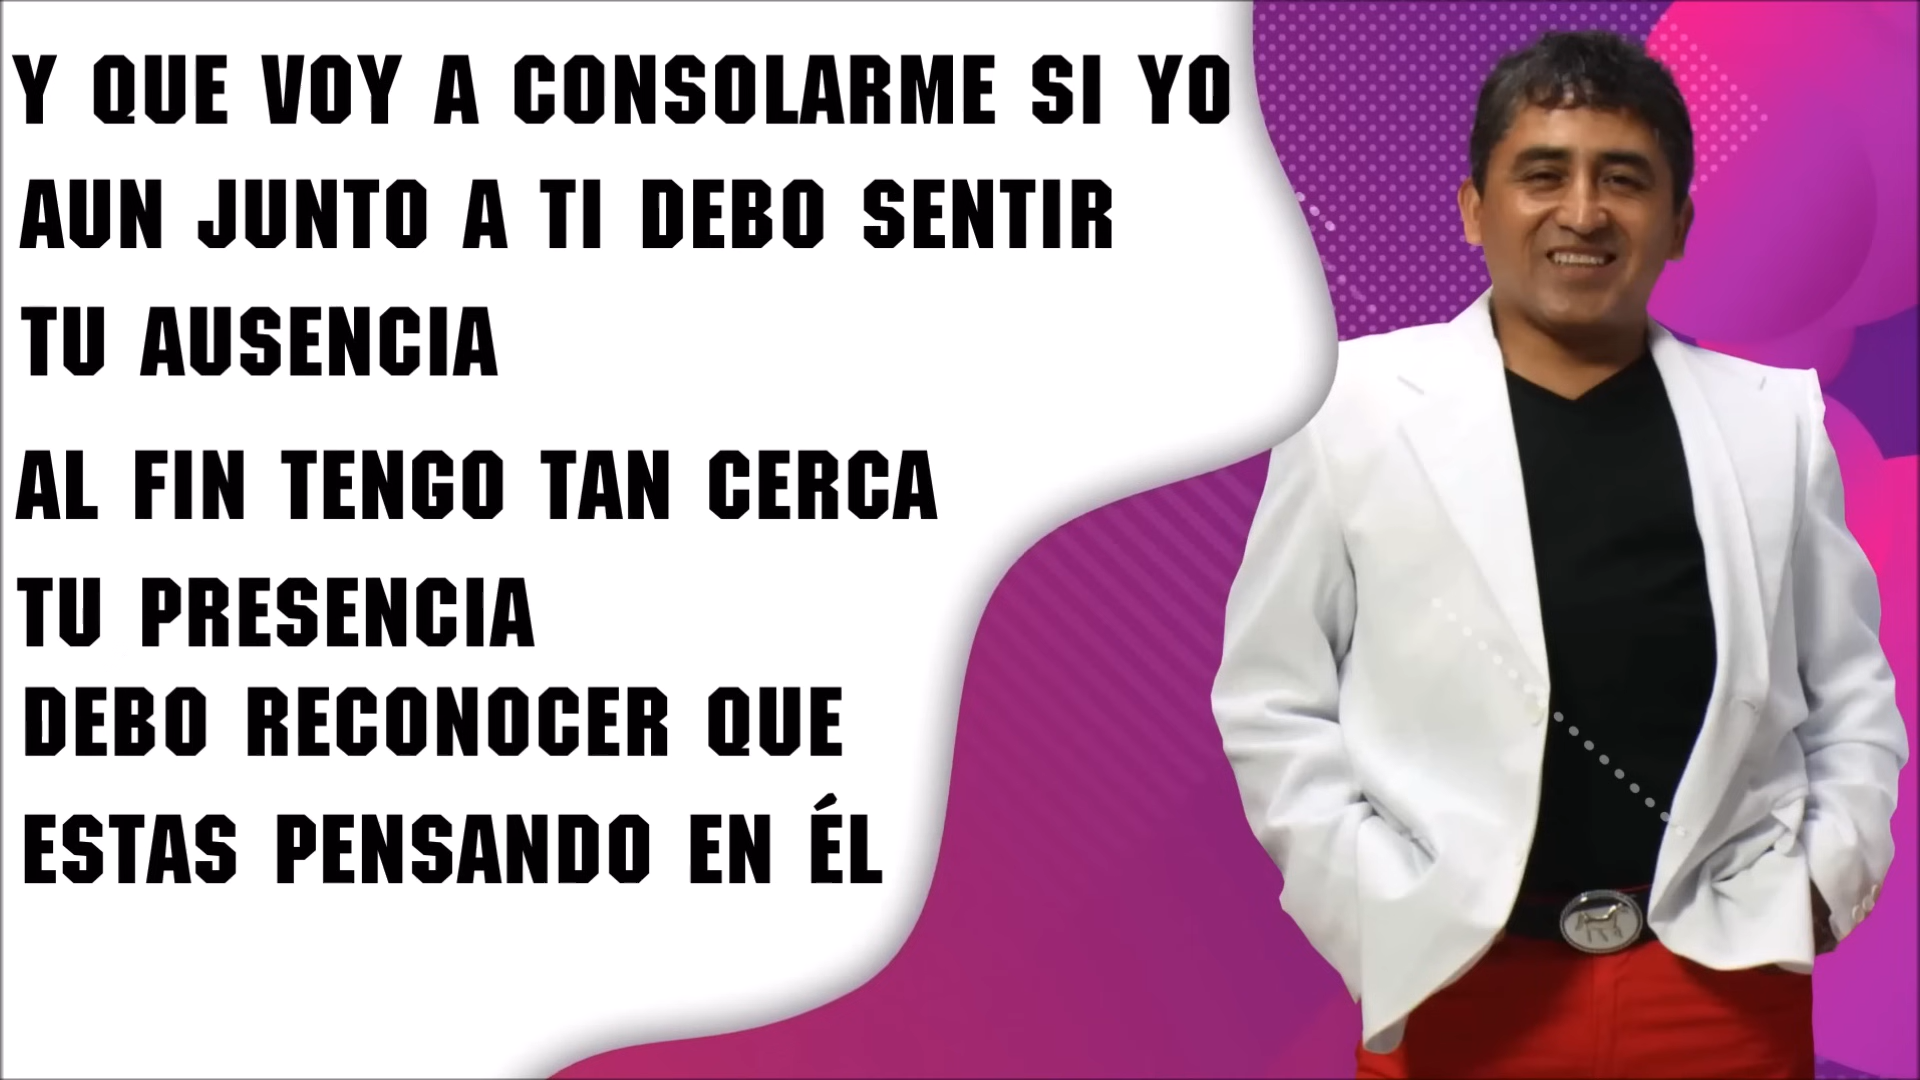 Y QUE VOY A CONSOLARME SI YO
AUN JUNTO A TI DEBO SENTIR
TU AUSENCIA
AL FIN TENGO TAN CERCA
TU PRESENCIA
DEBO RECONOCER QUE
ESTAS PENSANDO EN ÉL